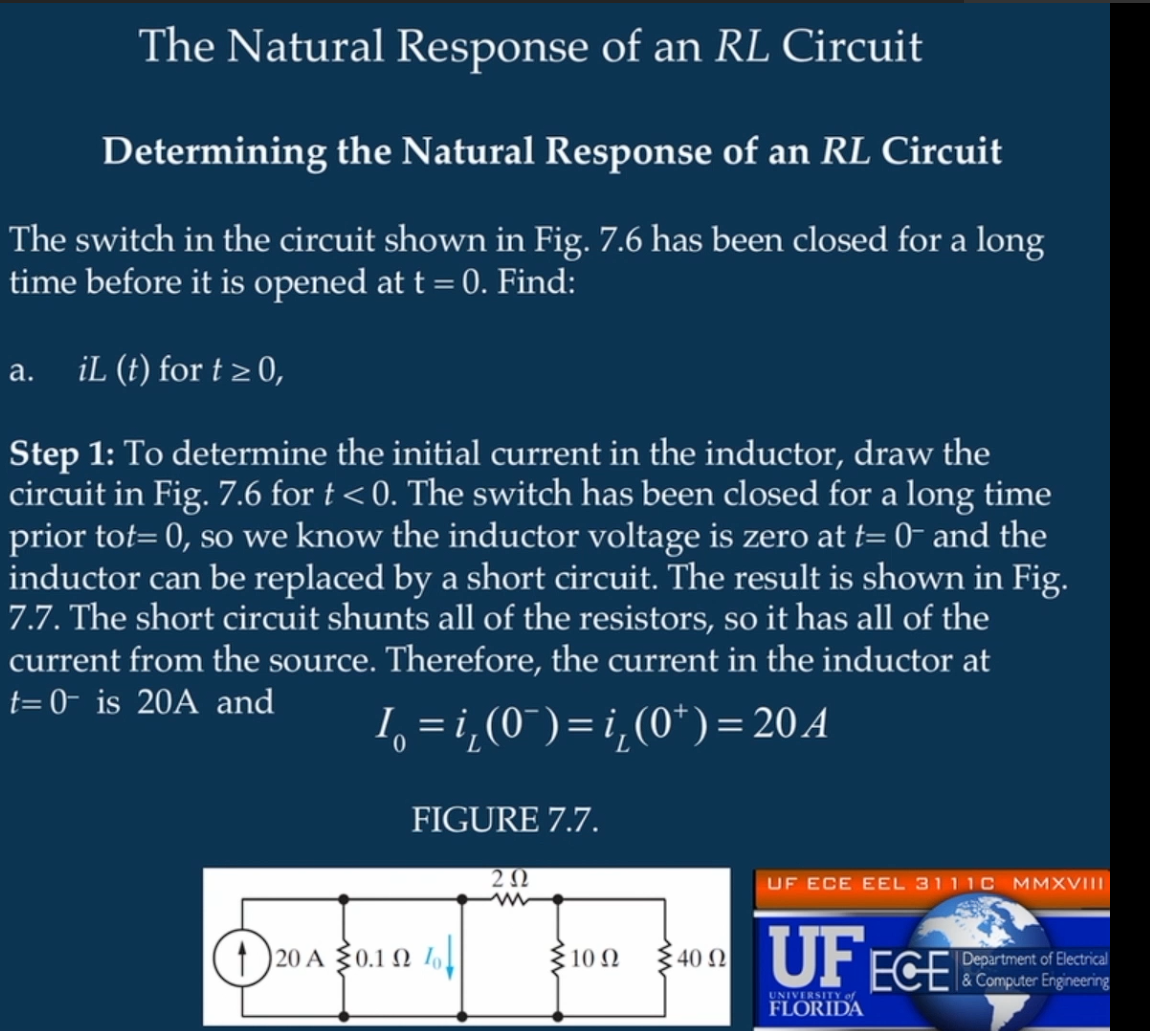 The Natural Response of an RL Circuit
Determining the Natural Response of an RL Circuit
The switch in the circuit shown in Fig. 7.6 has been closed for a long
time before it is opened at t = 0. Find:
a. iL (t) for t ≥ 0,
Step 1: To determine the initial current in the inductor, draw the
circuit in Fig. 7.6 for t < 0. The switch has been closed for a long time
prior tot= 0, so we know the inductor voltage is zero at t= 0⁻ and the
inductor can be replaced by a short circuit. The result is shown in Fig.
7.7. The short circuit shunts all of the resistors, so it has all of the
current from the source. Therefore, the current in the inductor at
t= 0⁻ is 20A and
I₀ = i_L(0⁻) = i_L(0⁺) = 20 A
FIGURE 7.7.
2 Ω
20 A 0.1 Ω I₀ 10 Ω 40 Ω
UF ECE EEL 3111C MMXVIII
UF ECE
Department of Electrical
& Computer Engineering
UNIVERSITY of
FLORIDA